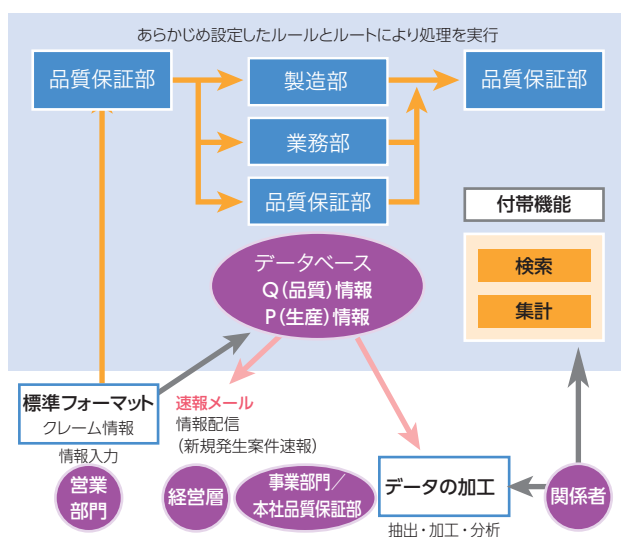 あらかじめ設定したルールとルートにより処理を実行
品質保証部
製造部
品質保証部
業務部
品質保証部
付帯機能
データベース
Q(品質)情報
P(生産)情報
検索
集計
標準フォーマット
クレーム情報
情報入力
営業
部門
速報メール
情報配信
(新規発生案件速報)
経営層
事業部門/
本社品質保証部
データの加工
抽出・加工・分析
関係者